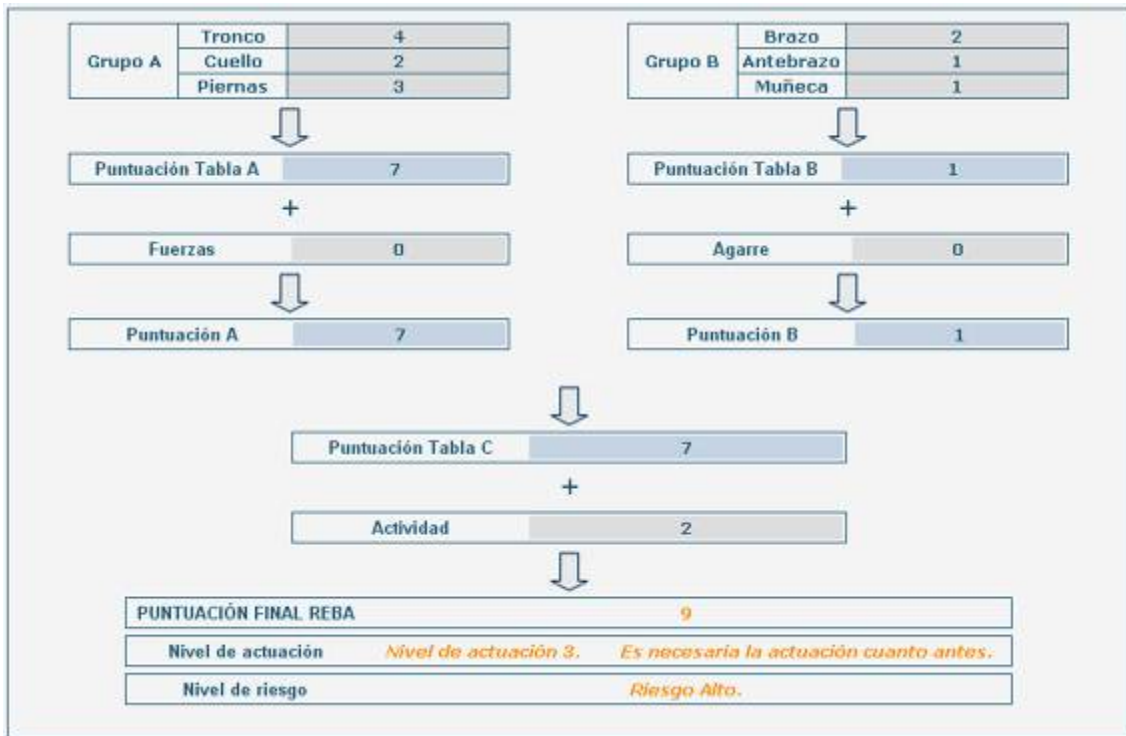 Grupo A
Tronco 4
Cuello 2
Piernas 3
Grupo B
Brazo 2
Antebrazo 1
Muñeca 1
Puntuación Tabla A 7
Puntuación Tabla B 1
+
+
Fuerzas 0
Agarre 0
Puntuación A 7
Puntuación B 1
Puntuación Tabla C 7
+
Actividad 2
PUNTUACIÓN FINAL REBA 9
Nivel de actuación Nivel de actuación 3. Es necesaria la actuación cuanto antes.
Nivel de riesgo Riesgo Alto.